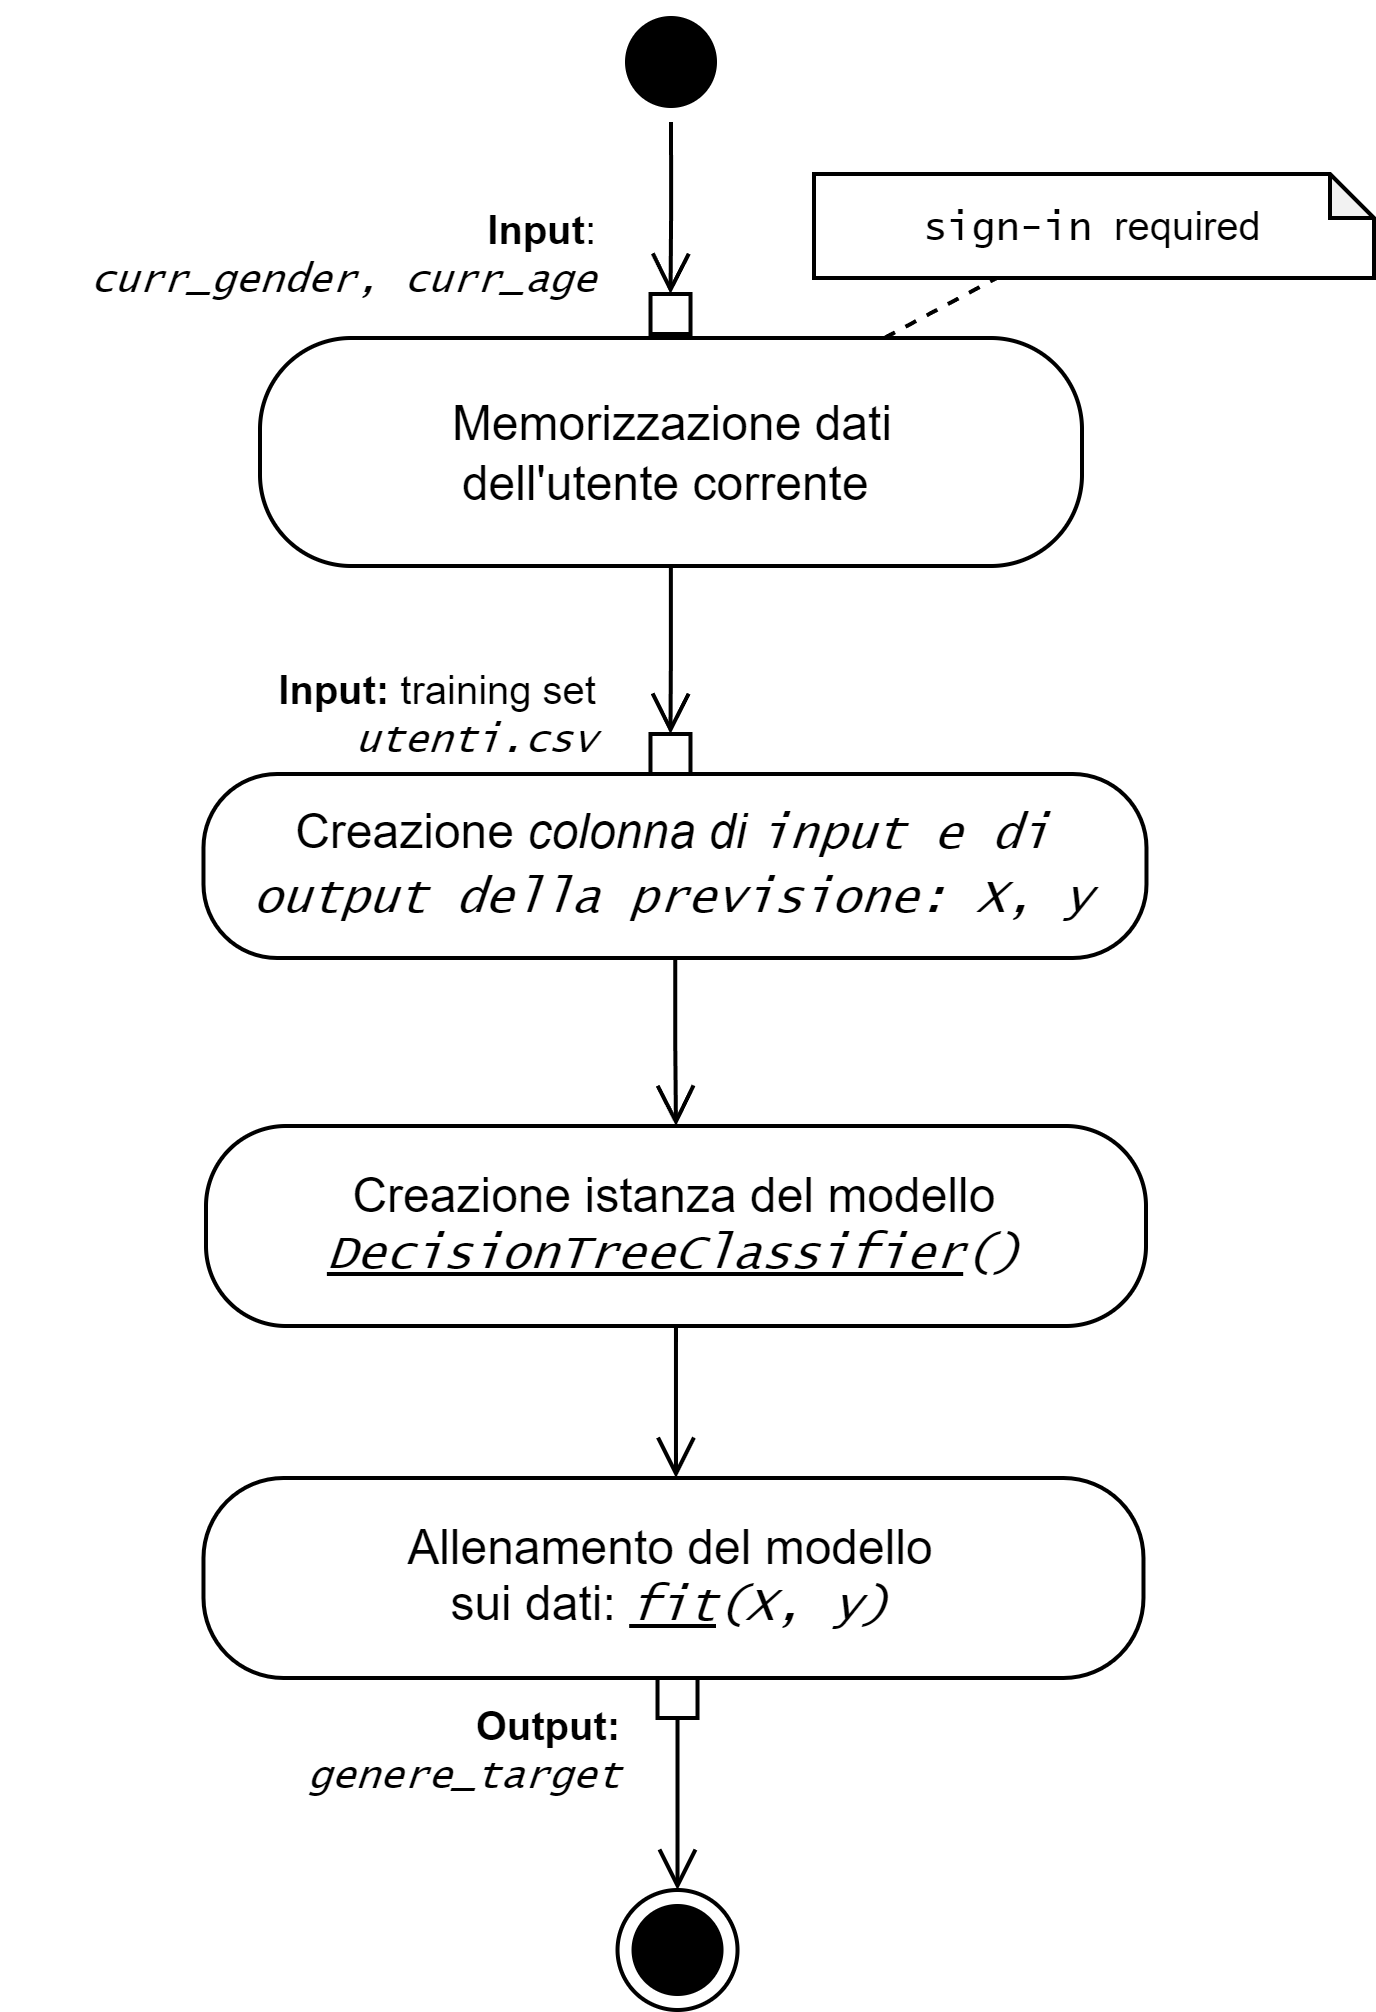 sign-in required
Input:
curr_gender, curr_age
Memorizzazione dati
dell'utente corrente
Input: training set
utenti.csv
Creazione colonna di input e di
output della previsione: X, y
Creazione istanza del modello
DecisionTreeClassifier()
Allenamento del modello
sui dati: fit(X, y)
Output:
genere_target